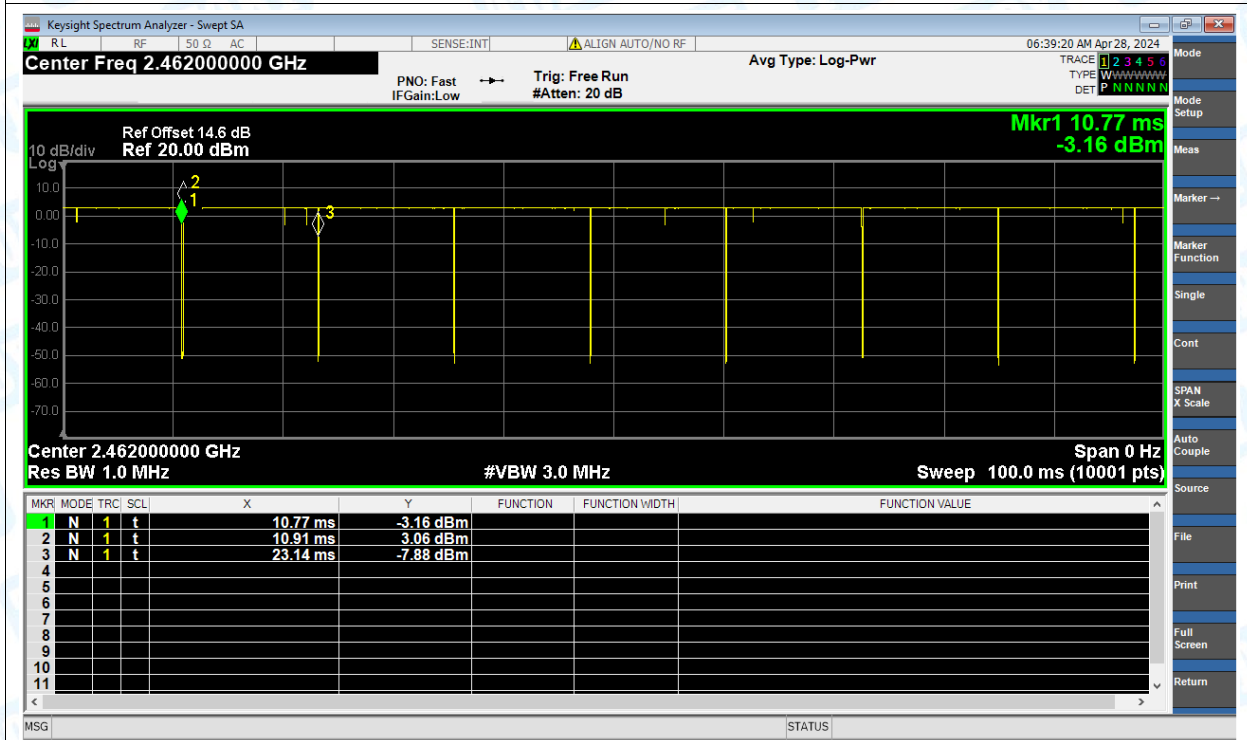 Keysight Spectrum Analyzer - Swept SA
LXI RL RF 50 Ω AC SENSE:INT ALIGN AUTO/NO RF 06:39:20 AM Apr 28, 2024
Center Freq 2.462000000 GHz
PNO: Fast
IFGain:Low
Trig: Free Run
#Atten: 20 dB
Avg Type: Log-Pwr
TRACE 1 2 3 4 5 6
TYPE WWWWWW
DET P N N N N N
Mkr1 10.77 ms
-3.16 dBm
Ref Offset 14.6 dB
10 dB/div Ref 20.00 dBm
Log
10.0
0.00
-10.0
-20.0
-30.0
-40.0
-50.0
-60.0
-70.0
2
1
3
Center 2.462000000 GHz Span 0 Hz
Res BW 1.0 MHz #VBW 3.0 MHz Sweep 100.0 ms (10001 pts)
MKR MODE TRC SCL X Y FUNCTION FUNCTION WIDTH FUNCTION VALUE
1 N 1 t 10.77 ms -3.16 dBm
2 N 1 t 10.91 ms 3.06 dBm
3 N 1 t 23.14 ms -7.88 dBm
4
5
6
7
8
9
10
11
MSG STATUS
Mode
Mode
Setup
Meas
Marker →
Marker
Function
Single
Cont
SPAN
X Scale
Auto
Couple
Source
File
Print
Full
Screen
Return